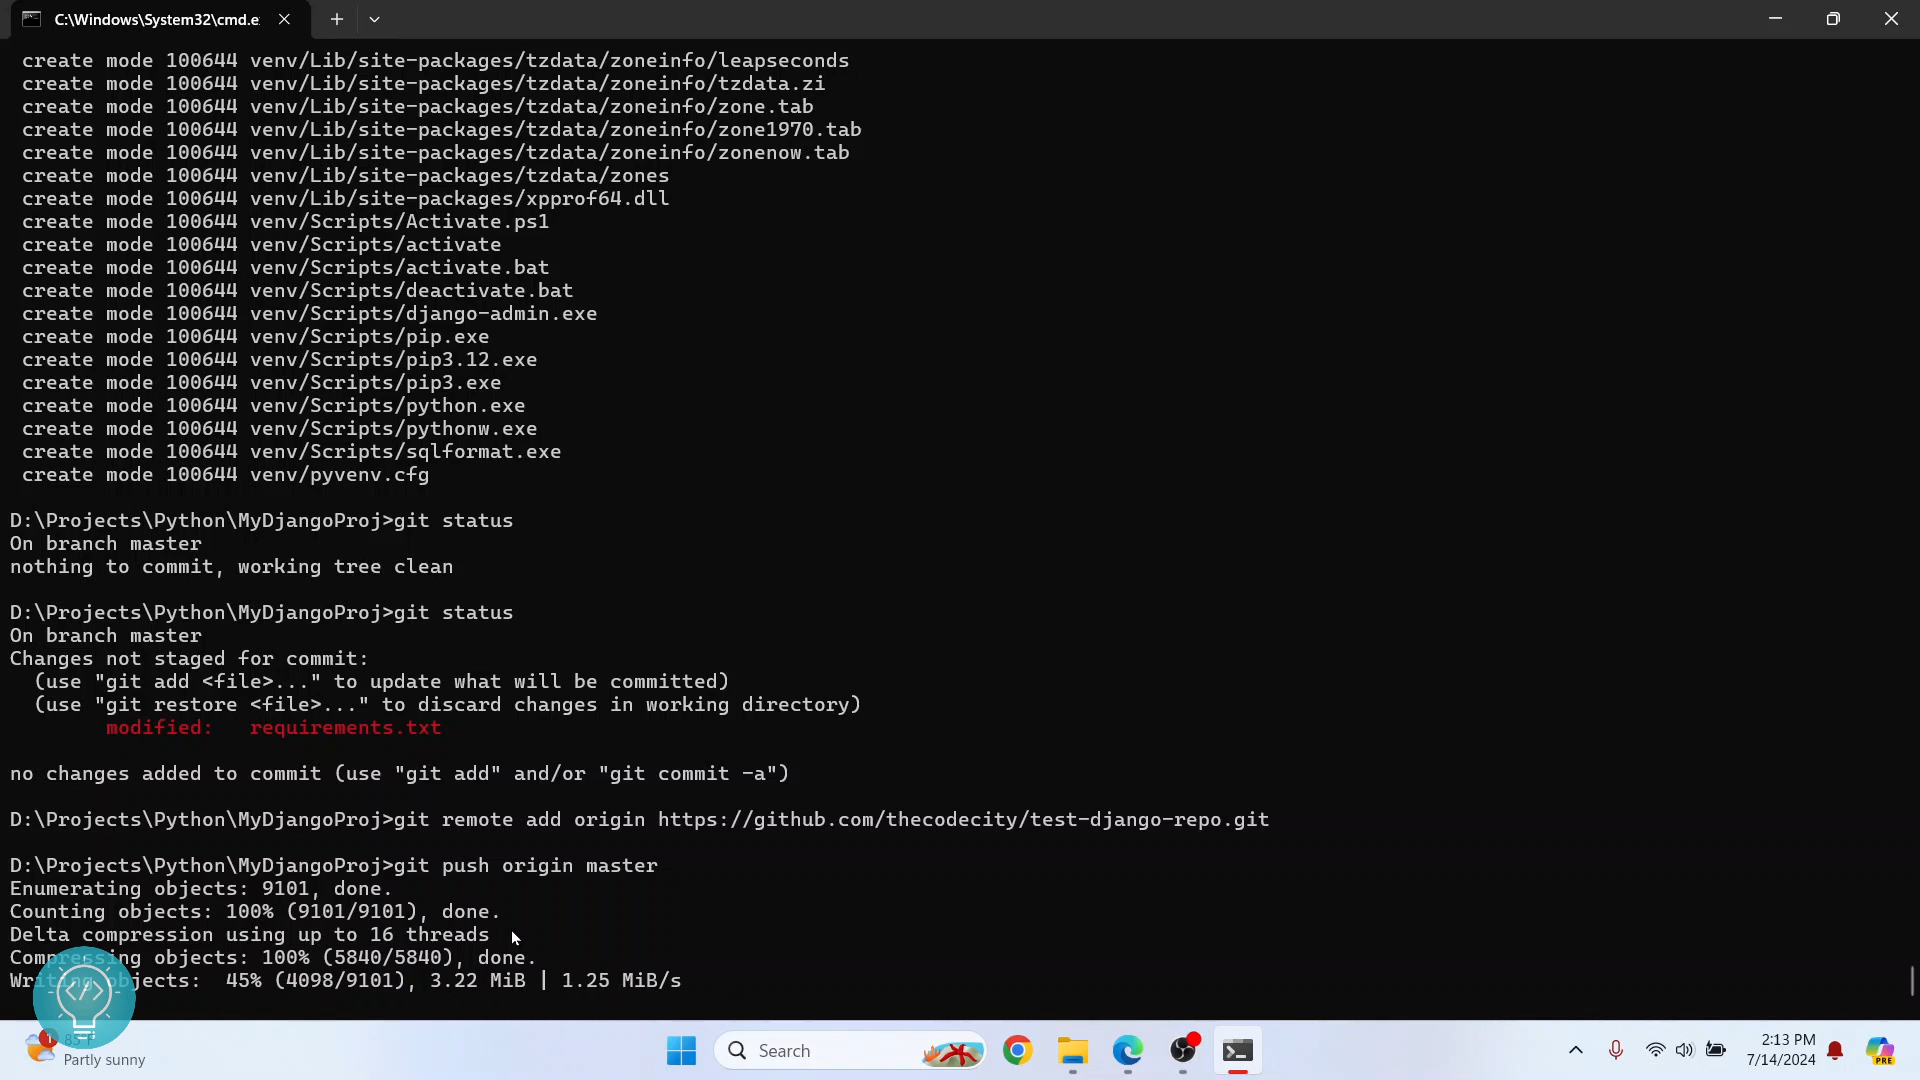 C:\Windows\System32\cmd.e
create mode 100644 venv/Lib/site-packages/tzdata/zoneinfo/leapseconds
create mode 100644 venv/Lib/site-packages/tzdata/zoneinfo/tzdata.zi
create mode 100644 venv/Lib/site-packages/tzdata/zoneinfo/zone.tab
create mode 100644 venv/Lib/site-packages/tzdata/zoneinfo/zone1970.tab
create mode 100644 venv/Lib/site-packages/tzdata/zoneinfo/zonenow.tab
create mode 100644 venv/Lib/site-packages/tzdata/zones
create mode 100644 venv/Lib/site-packages/xpprof64.dll
create mode 100644 venv/Scripts/Activate.ps1
create mode 100644 venv/Scripts/activate
create mode 100644 venv/Scripts/activate.bat
create mode 100644 venv/Scripts/deactivate.bat
create mode 100644 venv/Scripts/django-admin.exe
create mode 100644 venv/Scripts/pip.exe
create mode 100644 venv/Scripts/pip3.12.exe
create mode 100644 venv/Scripts/pip3.exe
create mode 100644 venv/Scripts/python.exe
create mode 100644 venv/Scripts/pythonw.exe
create mode 100644 venv/Scripts/sqlformat.exe
create mode 100644 venv/pyvenv.cfg
D:\Projects\Python\MyDjangoProj>git status
On branch master
nothing to commit, working tree clean
D:\Projects\Python\MyDjangoProj>git status
On branch master
Changes not staged for commit:
(use "git add <file>..." to update what will be committed)
(use "git restore <file>..." to discard changes in working directory)
modified: requirements.txt
no changes added to commit (use "git add" and/or "git commit -a")
D:\Projects\Python\MyDjangoProj>git remote add origin https://github.com/thecodecity/test-django-repo.git
D:\Projects\Python\MyDjangoProj>git push origin master
Enumerating objects: 9101, done.
Counting objects: 100% (9101/9101), done.
Delta compression using up to 16 threads
Compressing objects: 100% (5840/5840), done.
Writing objects: 45% (4098/9101), 3.22 MiB | 1.25 MiB/s
</>
1
Partly sunny
Search
2:13 PM
7/14/2024
PRE